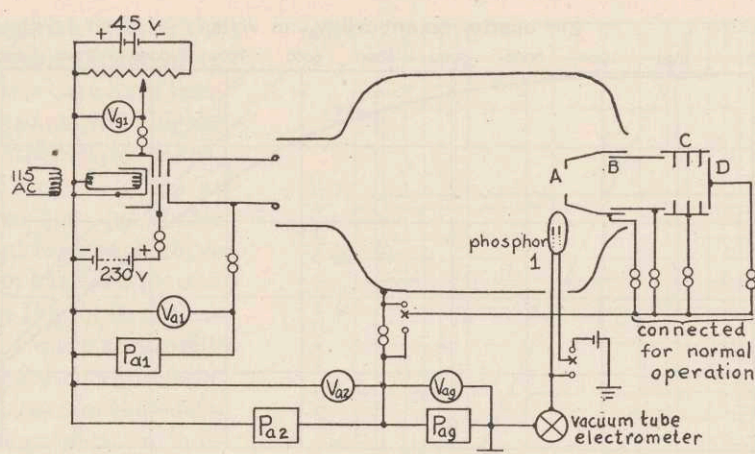 + 45 v. -
Vg1
115
AC
- 230 v +
Va1
Pa1
Va2
Vag
Pa2
Pag
A
B
C
D
phosphor
1
connected
for normal
operation
vacuum tube
electrometer